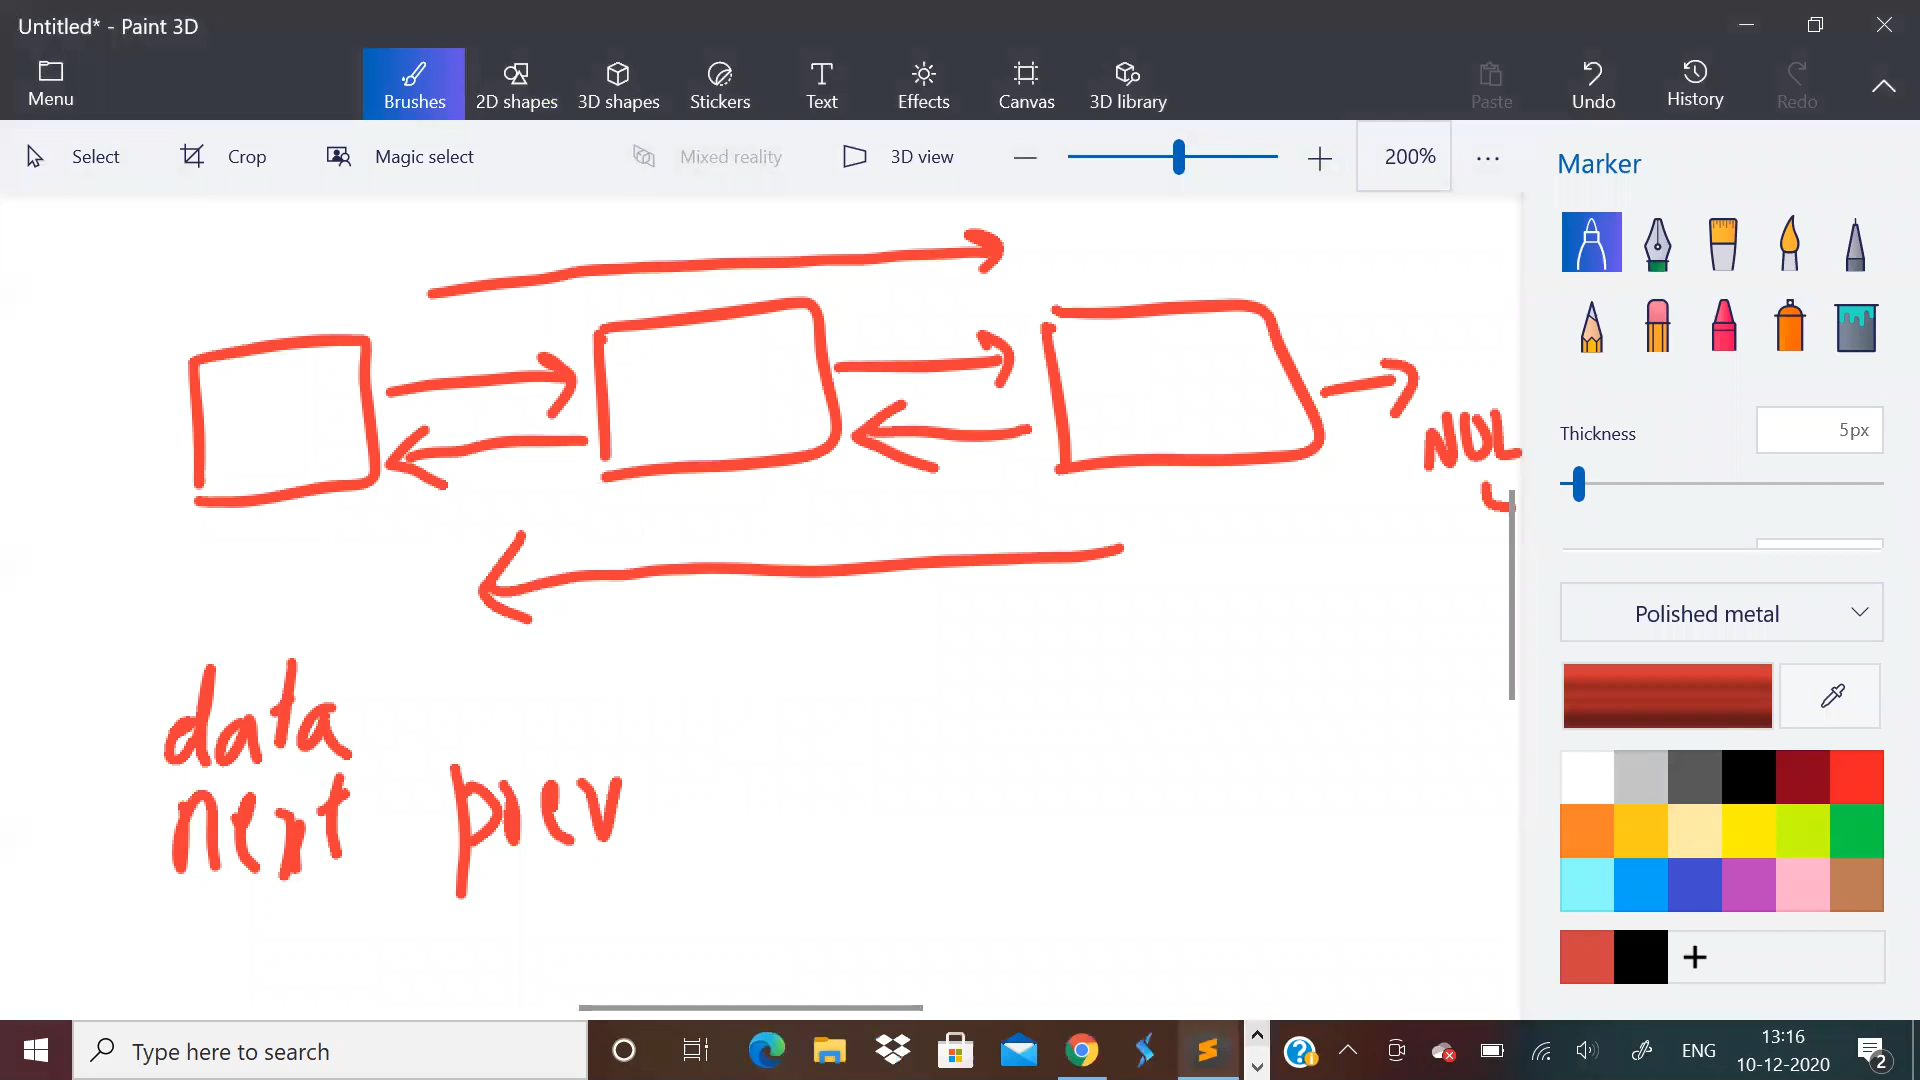 Untitled* - Paint 3D
Menu
Brushes
2D shapes
3D shapes
Stickers
Text
Effects
Canvas
3D library
Paste
Undo
History
Redo
Select
Crop
Magic select
Mixed reality
3D view
200%
Marker
Thickness
5px
NUL
L
Polished metal
data
next prev
Type here to search
ENG
13:16
10-12-2020
2